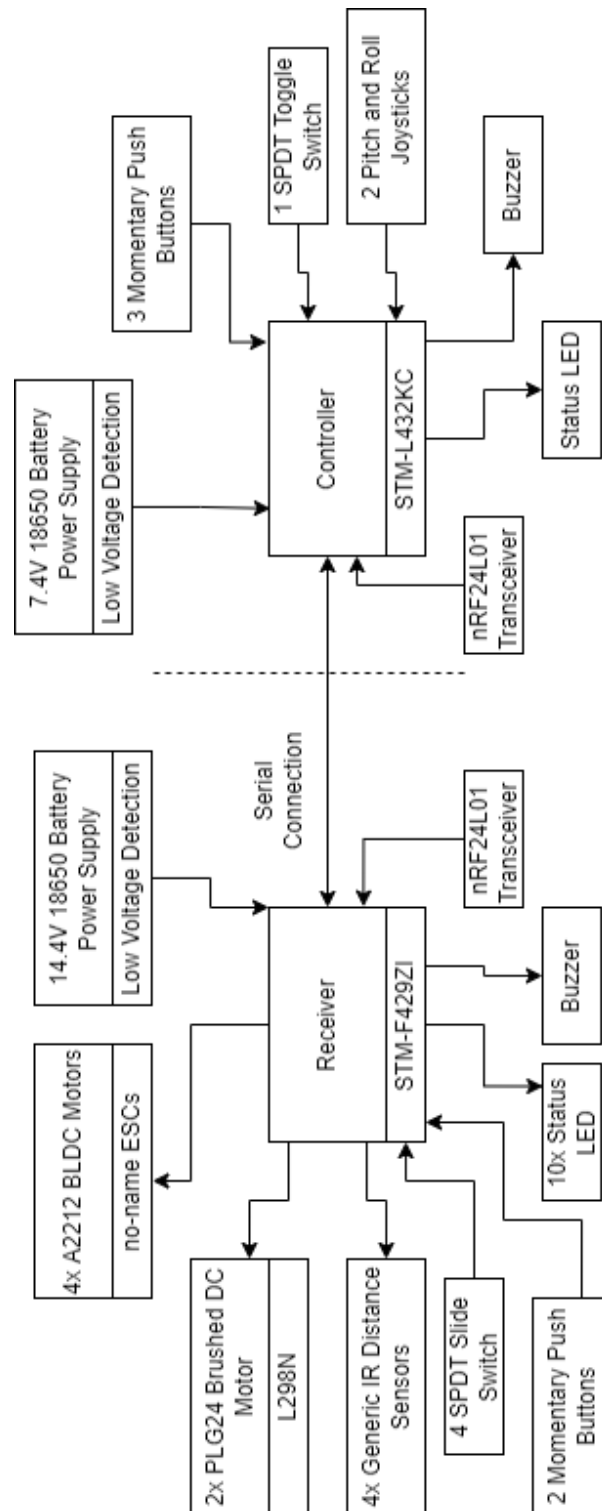 4x A2212 BLDC Motors
no-name ESCs
14.4V 18650 Battery
Power Supply
Low Voltage Detection
7.4V 18650 Battery
Power Supply
Low Voltage Detection
3 Momentary Push
Buttons
2x PLG24 Brushed DC
Motor
L298N
4x Generic IR Distance
Sensors
4 SPDT Slide
Switch
2 Momentary Push
Buttons
Receiver
STM-F429ZI
10x Status
LED
Buzzer
nRF24L01
Transceiver
Serial
Connection
Controller
STM-L432KC
nRF24L01
Transceiver
1 SPDT Toggle
Switch
2 Pitch and Roll
Joysticks
Status LED
Buzzer